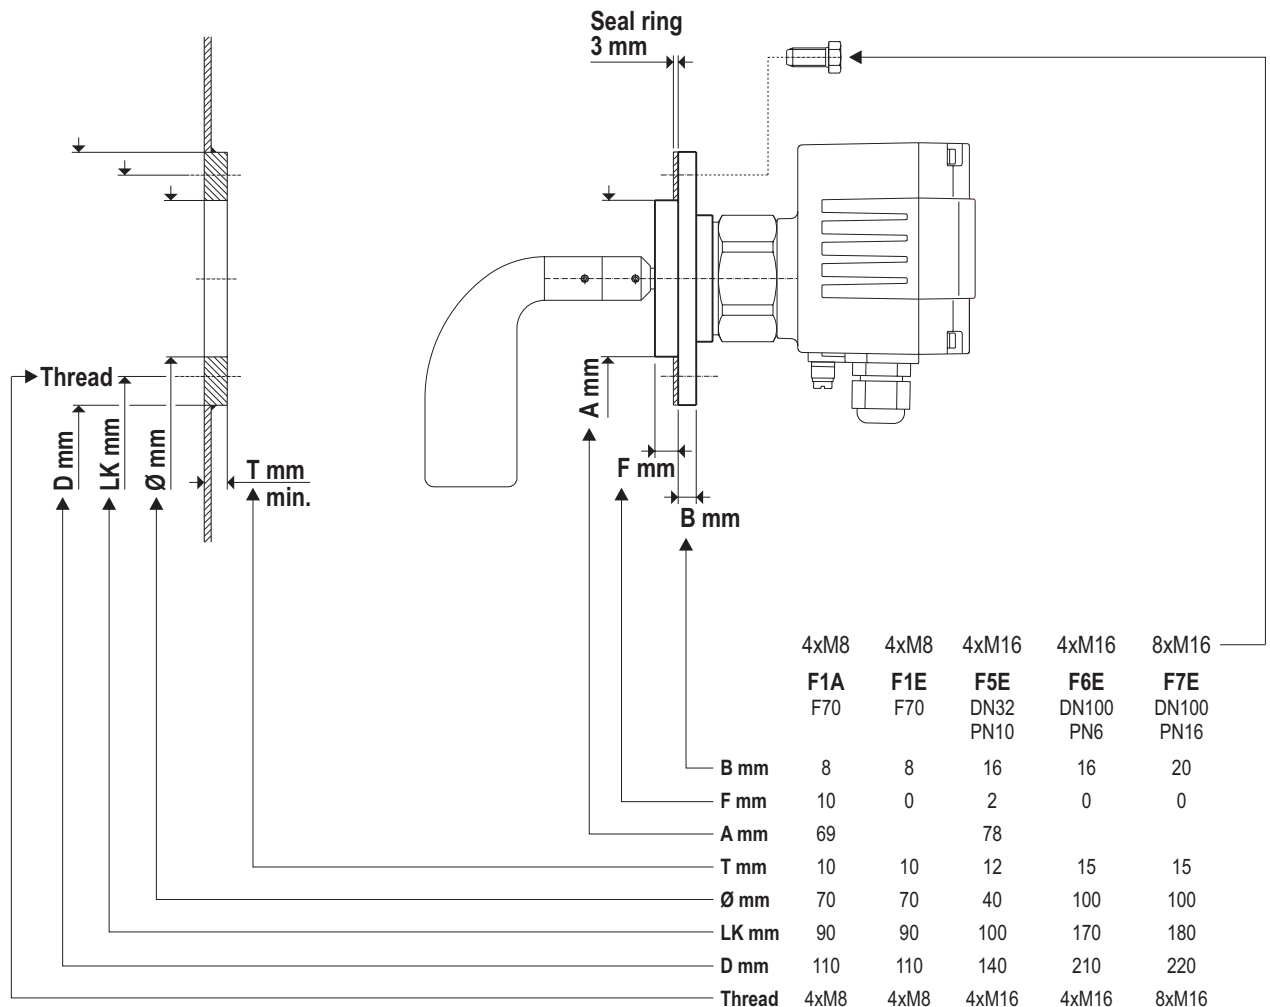 Seal ring
3 mm
Thread
D mm
LK mm
Ø mm
T mm
min.
A mm
F mm
B mm
4xM8 4xM8 4xM16 4xM16 8xM16
F1A F1E F5E F6E F7E
F70 F70 DN32 DN100 DN100
PN10 PN6 PN16
B mm 8 8 16 16 20
F mm 10 0 2 0 0
A mm 69 78
T mm 10 10 12 15 15
Ø mm 70 70 40 100 100
LK mm 90 90 100 170 180
D mm 110 110 140 210 220
Thread 4xM8 4xM8 4xM16 4xM16 8xM16